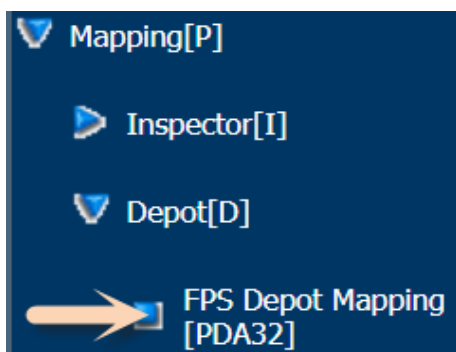 Mapping[P]
Inspector[I]
Depot[D]
FPS Depot Mapping
[PDA32]